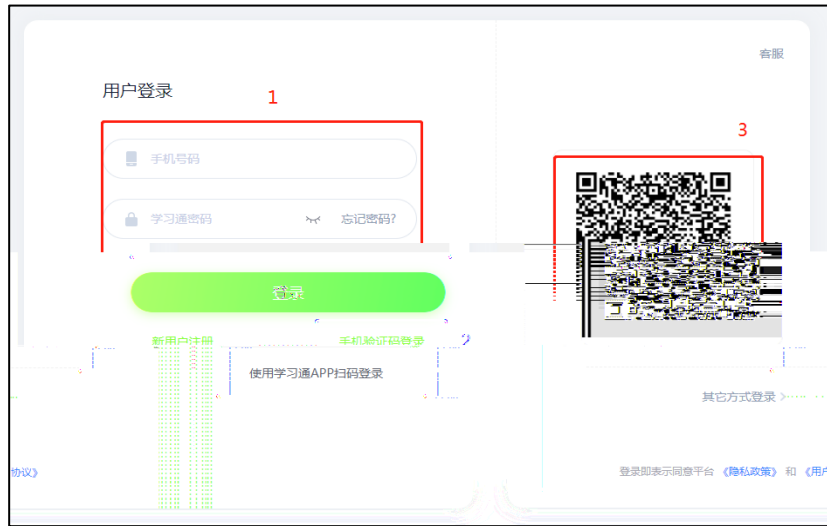 客服
用户登录
1
3
手机号码
学习通密码
忘记密码?
登录
新用户注册
手机验证码登录
2
使用学习通APP扫码登录
其它方式登录
协议》
登录即表示同意平台 《隐私政策》 和 《用户